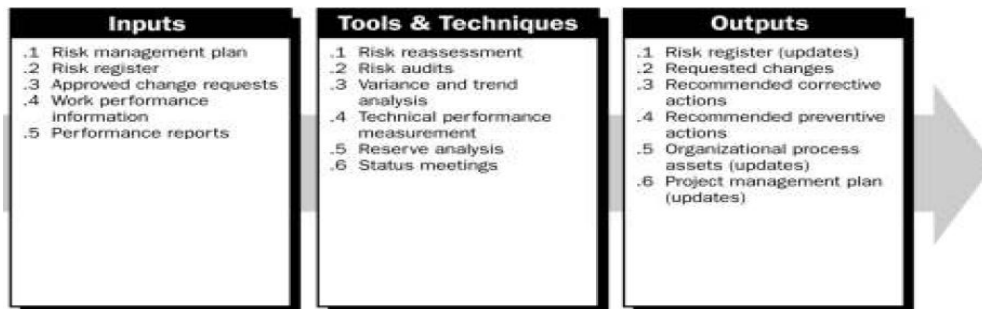 Inputs
.1 Risk management plan
.2 Risk register
.3 Approved change requests
.4 Work performance
information
.5 Performance reports
Tools & Techniques
.1 Risk reassessment
.2 Risk audits
.3 Variance and trend
analysis
.4 Technical performance
measurement
.5 Reserve analysis
.6 Status meetings
Outputs
.1 Risk register (updates)
.2 Requested changes
.3 Recommended corrective
actions
.4 Recommended preventive
actions
.5 Organizational process
assets (updates)
.6 Project management plan
(updates)